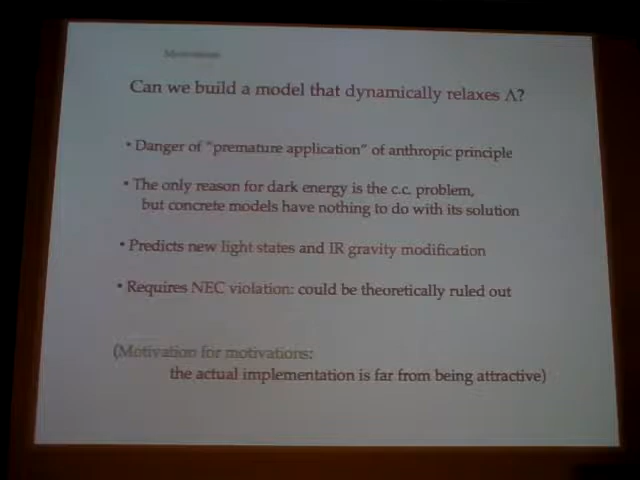 Motivation
Can we build a model that dynamically relaxes Λ?
• Danger of "premature application" of anthropic principle
• The only reason for dark energy is the c.c. problem,
but concrete models have nothing to do with its solution
• Predicts new light states and IR gravity modification
• Requires NEC violation: could be theoretically ruled out
(Motivation for motivations:
the actual implementation is far from being attractive)